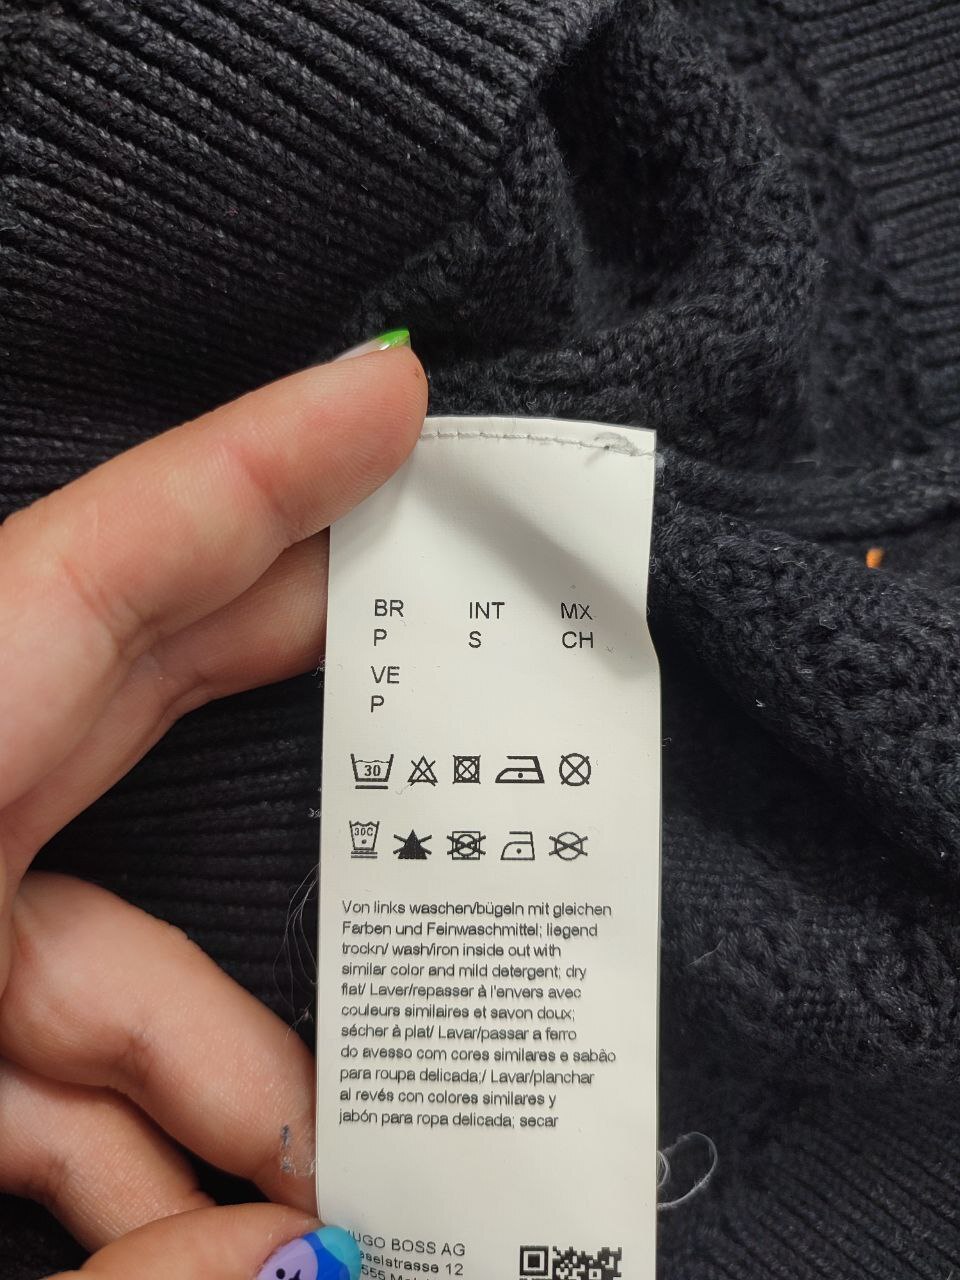 BR INT MX
P S CH
VE
P
30
30C
Von links waschen/bügeln mit gleichen
Farben und Feinwaschmittel; liegend
trockn/ wash/iron inside out with
similar color and mild detergent; dry
flat/ Laver/repasser à l'envers avec
couleurs similaires et savon doux;
sécher à plat/ Lavar/passar a ferro
do avesso com cores similares e sabão
para roupa delicada;/ Lavar/planchar
al revés con colores similares y
jabón para ropa delicada; secar
UGO BOSS AG
eselstrasse 12